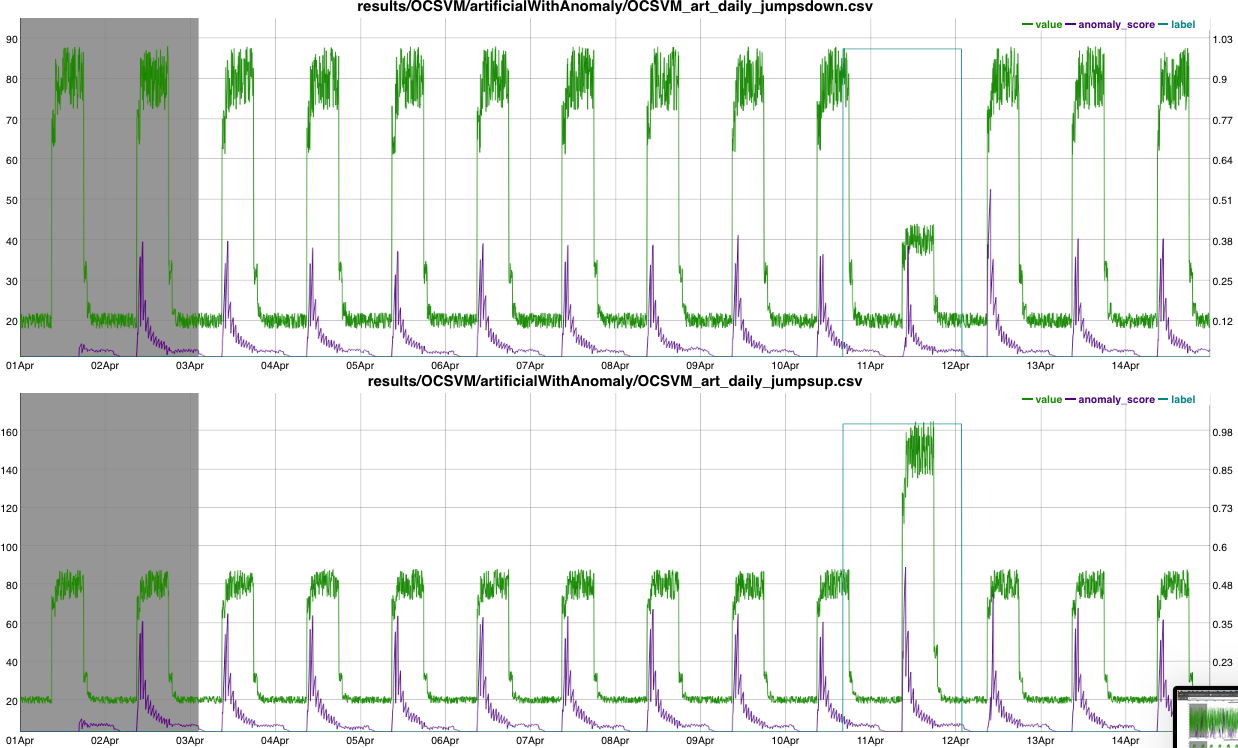 results/OCSVM/artificialWithAnomaly/OCSVM_art_daily_jumpsdown.csv
value anomaly_score label
90 1.03
80 0.9
70 0.77
60 0.64
50 0.51
40 0.38
30 0.25
20 0.12
01Apr 02Apr 03Apr 04Apr 05Apr 06Apr 07Apr 08Apr 09Apr 10Apr 11Apr 12Apr 13Apr 14Apr
results/OCSVM/artificialWithAnomaly/OCSVM_art_daily_jumpsup.csv
value anomaly_score label
160 0.98
140 0.85
120 0.73
100 0.6
80 0.48
60 0.35
40 0.23
20
01Apr 02Apr 03Apr 04Apr 05Apr 06Apr 07Apr 08Apr 09Apr 10Apr 11Apr 12Apr 13Apr 14Apr